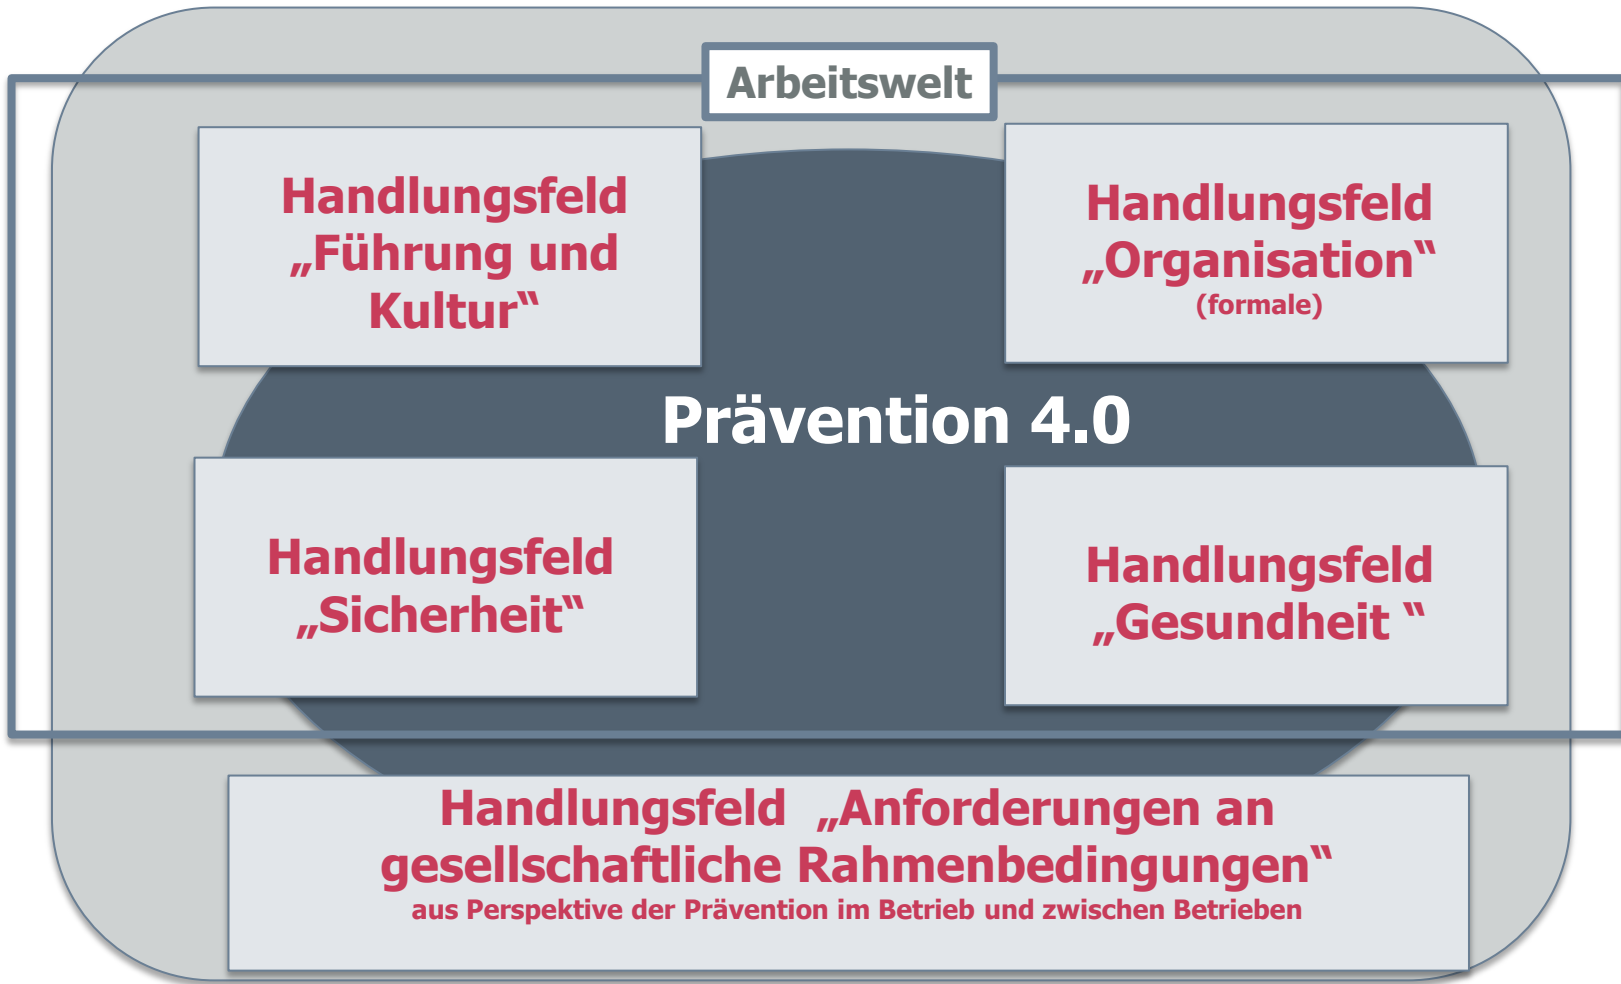 Arbeitswelt
Handlungsfeld
„Führung und
Kultur“
Handlungsfeld
„Organisation“
(formale)
Prävention 4.0
Handlungsfeld
„Sicherheit“
Handlungsfeld
„Gesundheit “
Handlungsfeld „Anforderungen an
gesellschaftliche Rahmenbedingungen“
aus Perspektive der Prävention im Betrieb und zwischen Betrieben